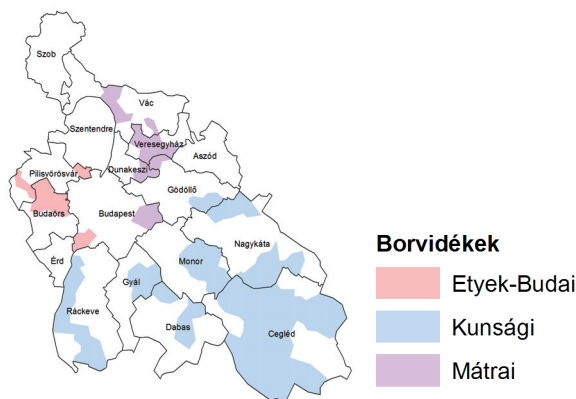 Szob
Vác
Szentendre
Veresegyház
Aszód
Pilisvörösvár
Dunakeszi
Gödöllő
Budaörs
Budapest
Nagykáta
Érd
Gyál
Monor
Ráckeve
Dabas
Cegléd
Borvidékek
Etyek-Budai
Kunsági
Mátrai